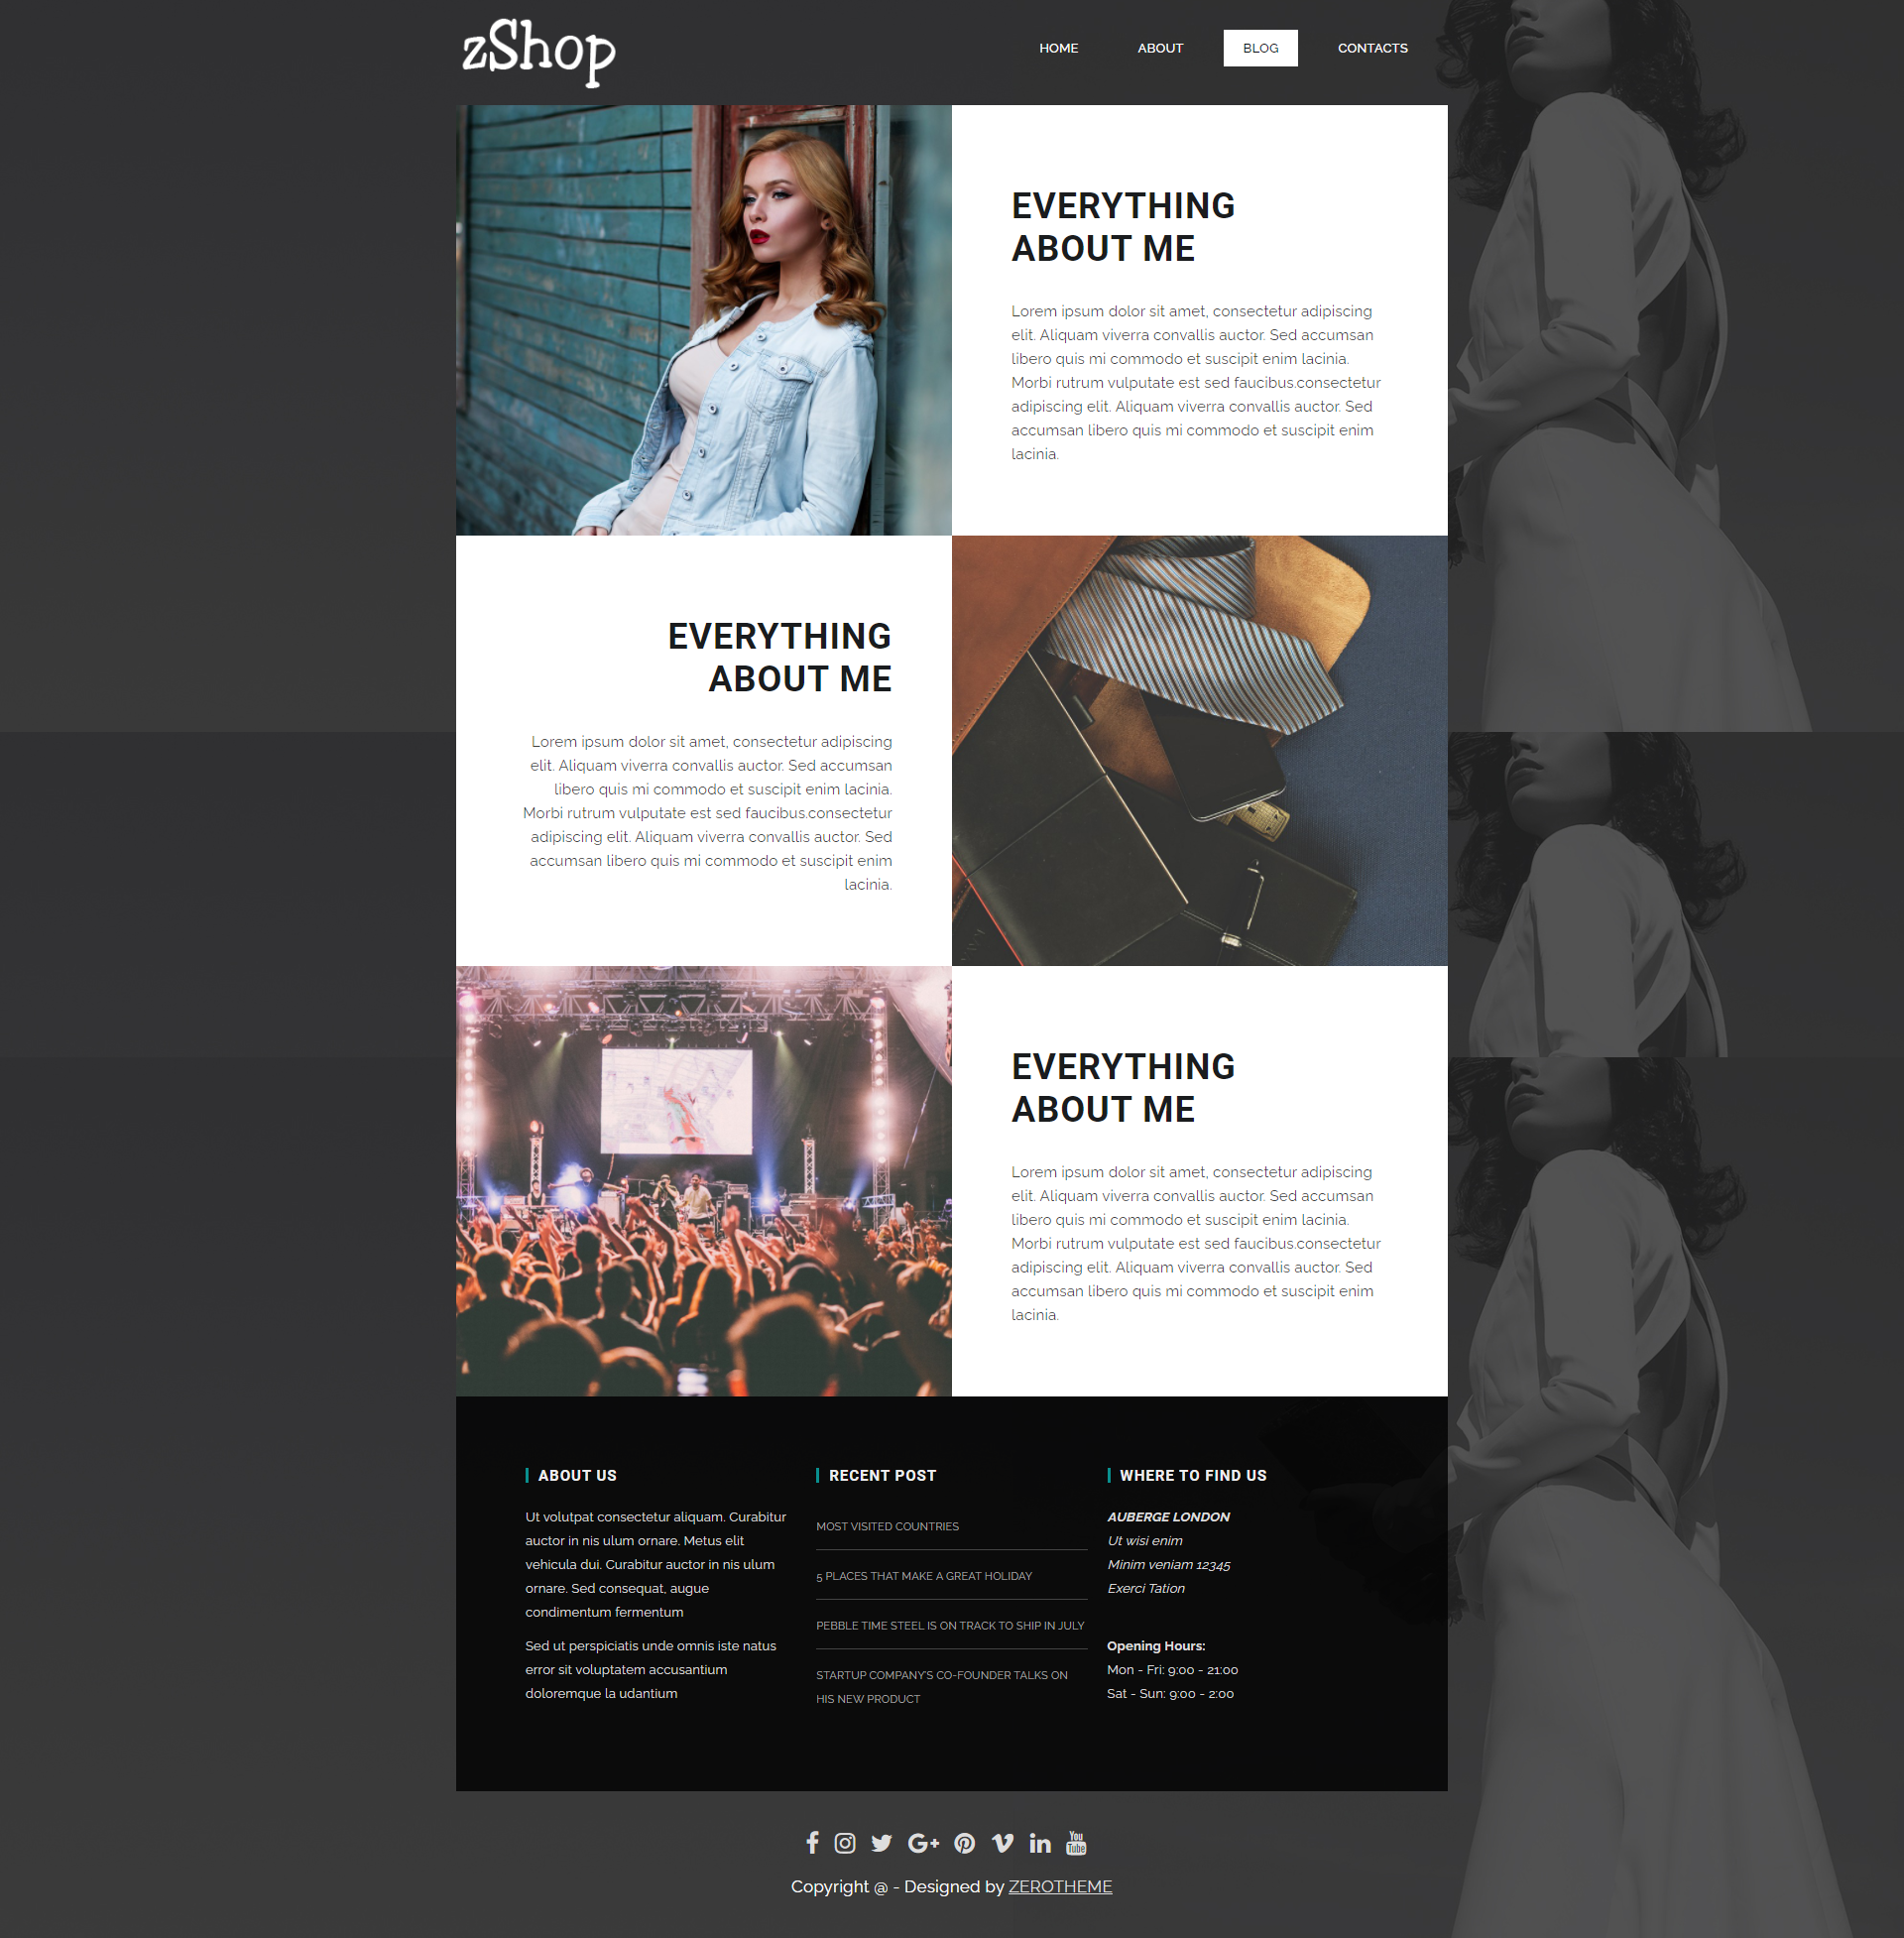 zShop
HOME
ABOUT
BLOG
CONTACTS
EVERYTHING
ABOUT ME
Lorem ipsum dolor sit amet, consectetur adipiscing
elit. Aliquam viverra convallis auctor. Sed accumsan
libero quis mi commodo et suscipit enim lacinia.
Morbi rutrum vulputate est sed faucibus.consectetur
adipiscing elit. Aliquam viverra convallis auctor. Sed
accumsan libero quis mi commodo et suscipit enim
lacinia.
EVERYTHING
ABOUT ME
Lorem ipsum dolor sit amet, consectetur adipiscing
elit. Aliquam viverra convallis auctor. Sed accumsan
libero quis mi commodo et suscipit enim lacinia.
Morbi rutrum vulputate est sed faucibus.consectetur
adipiscing elit. Aliquam viverra convallis auctor. Sed
accumsan libero quis mi commodo et suscipit enim
lacinia.
EVERYTHING
ABOUT ME
Lorem ipsum dolor sit amet, consectetur adipiscing
elit. Aliquam viverra convallis auctor. Sed accumsan
libero quis mi commodo et suscipit enim lacinia.
Morbi rutrum vulputate est sed faucibus.consectetur
adipiscing elit. Aliquam viverra convallis auctor. Sed
accumsan libero quis mi commodo et suscipit enim
lacinia.
ABOUT US
Ut volutpat consectetur aliquam. Curabitur
auctor in nis ulum ornare. Metus elit
vehicula dui. Curabitur auctor in nis ulum
ornare. Sed consequat, augue
condimentum fermentum
Sed ut perspiciatis unde omnis iste natus
error sit voluptatem accusantium
doloremque la udantium
RECENT POST
MOST VISITED COUNTRIES
5 PLACES THAT MAKE A GREAT HOLIDAY
PEBBLE TIME STEEL IS ON TRACK TO SHIP IN JULY
STARTUP COMPANY'S CO-FOUNDER TALKS ON
HIS NEW PRODUCT
WHERE TO FIND US
AUBERGE LONDON
Ut wisi enim
Minim veniam 12345
Exerci Tation
Opening Hours:
Mon - Fri: 9:00 - 21:00
Sat - Sun: 9:00 - 2:00
You
Tube
Copyright @ - Designed by ZEROTHEME